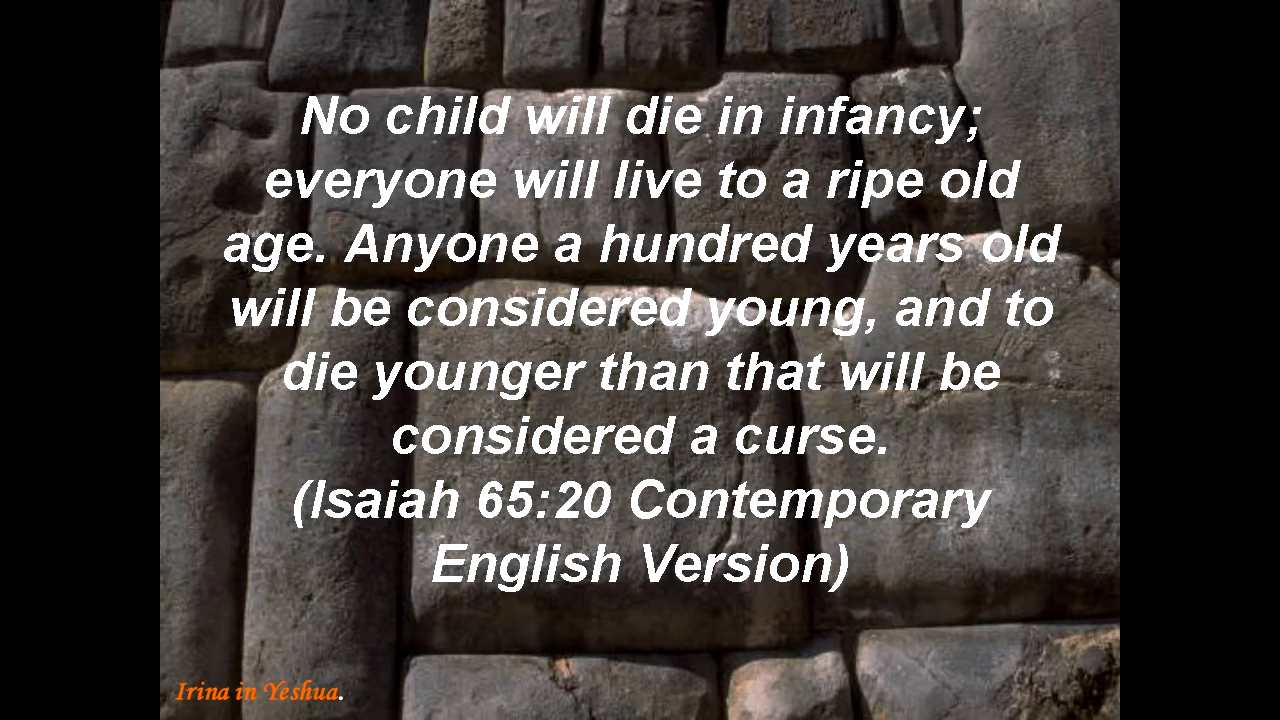 No child will die in infancy;
everyone will live to a ripe old
age. Anyone a hundred years old
will be considered young, and to
die younger than that will be
considered a curse.
(Isaiah 65:20 Contemporary
English Version)
Irina in Yeshua.